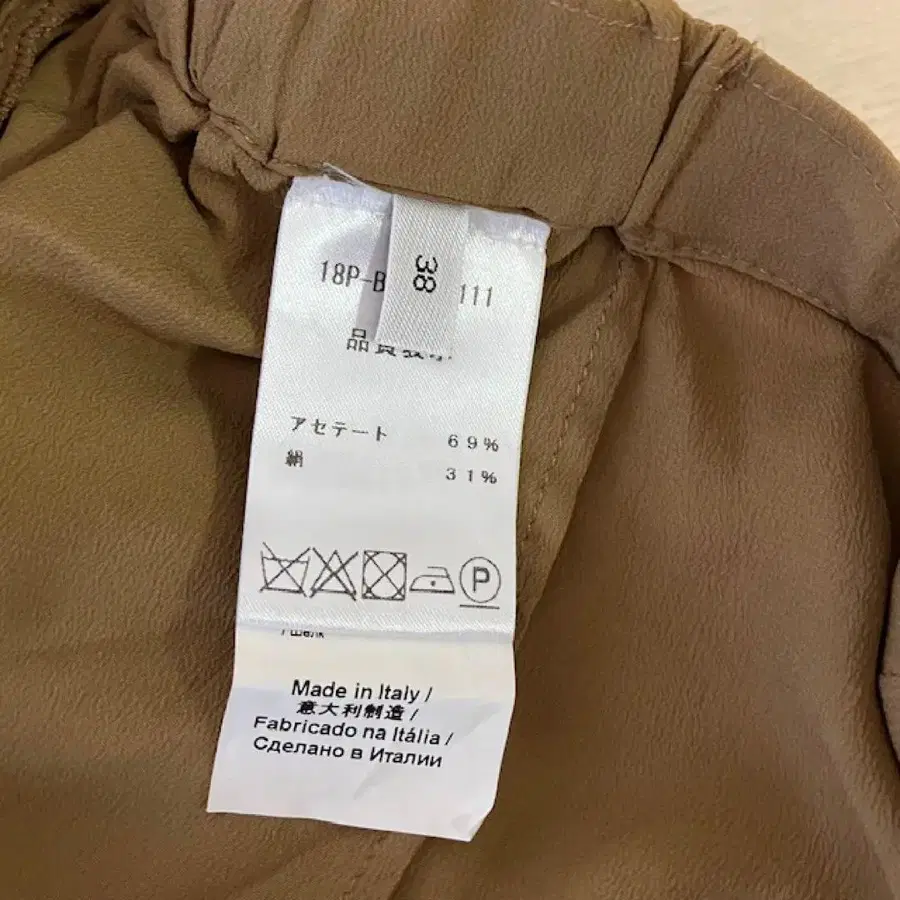 38
18P-B 111
品質表示
アセテート 69%
絹 31%
P
/шёлк
Made in Italy /
意大利制造 /
Fabricado na Itália /
Сделано в Италии